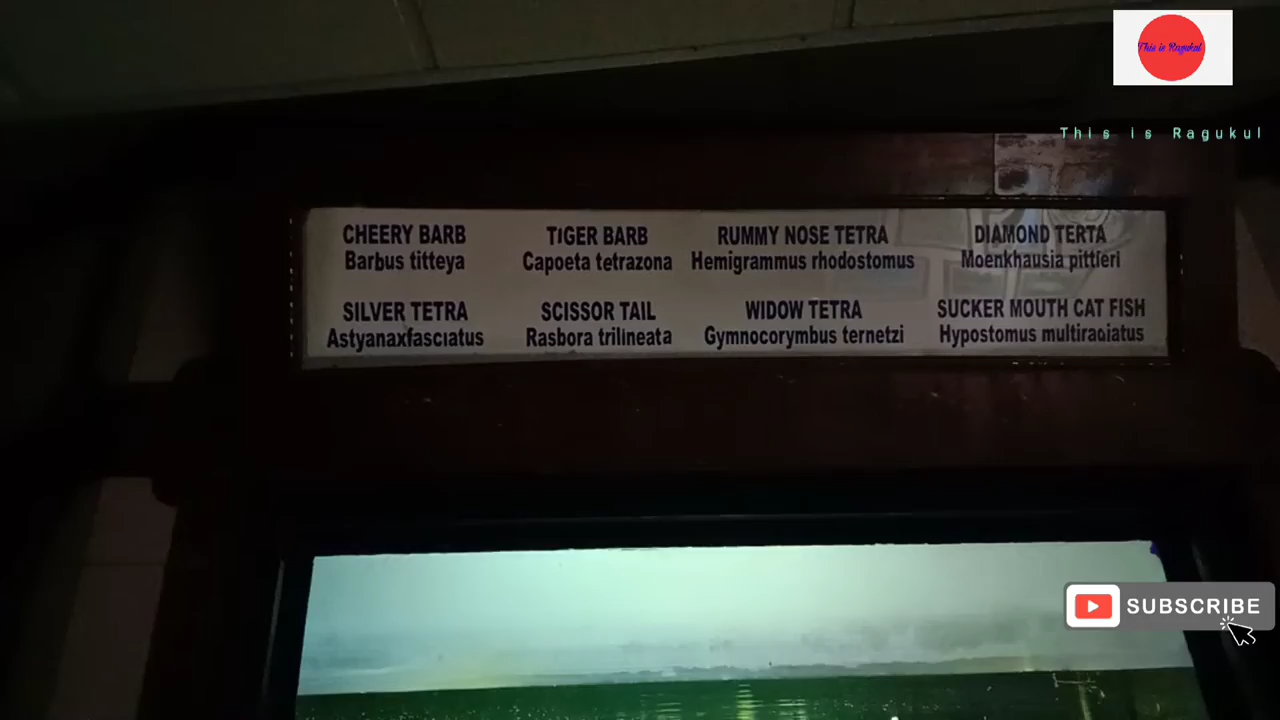 This is Ragukul
This is Ragukul
CHEERY BARB TIGER BARB RUMMY NOSE TETRA DIAMOND TERTA
Barbus titteya Capoeta tetrazona Hemigrammus rhodostomus Moenkhausia pittieri
SILVER TETRA SCISSOR TAIL WIDOW TETRA SUCKER MOUTH CAT FISH
Astyanaxfasciatus Rasbora trilineata Gymnocorymbus ternetzi Hypostomus multiradiatus
SUBSCRIBE